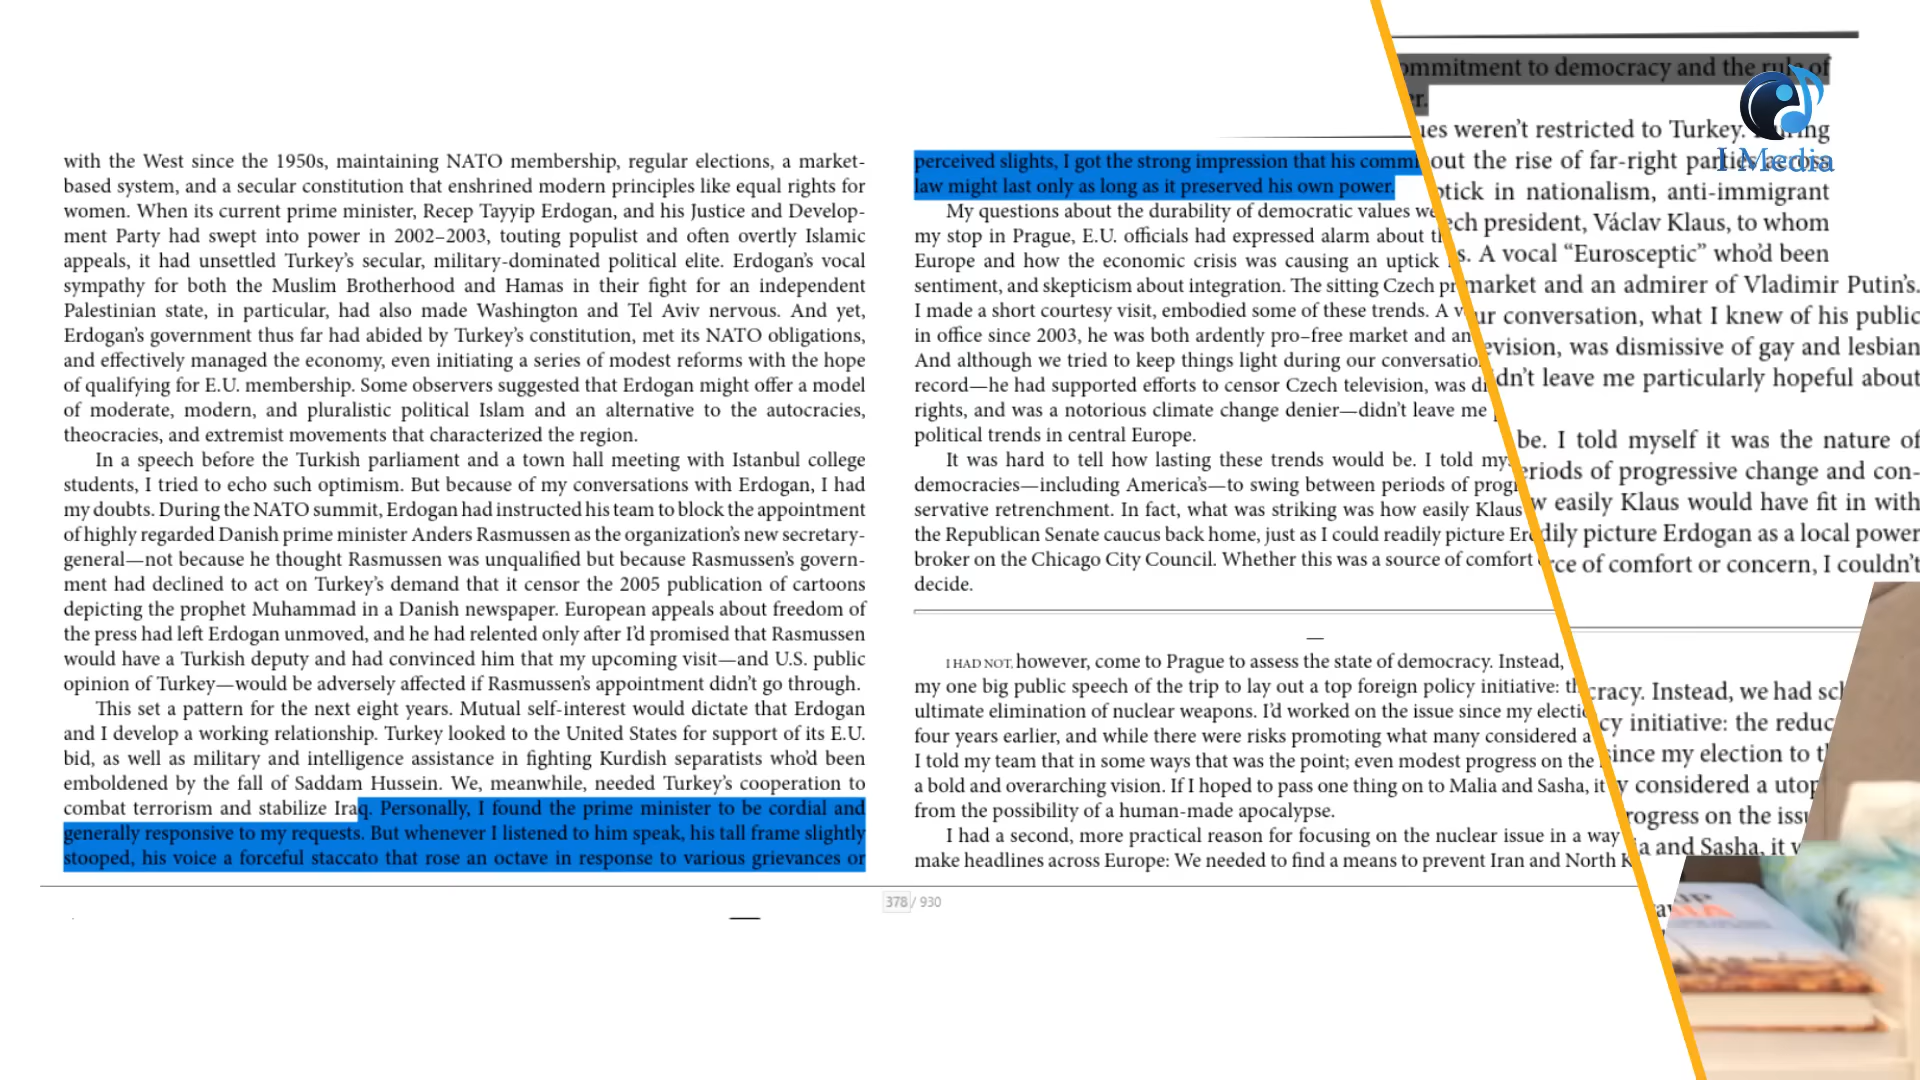 with the West since the 1950s, maintaining NATO membership, regular elections, a market-
based system, and a secular constitution that enshrined modern principles like equal rights for
women. When its current prime minister, Recep Tayyip Erdogan, and his Justice and Develop-
ment Party had swept into power in 2002–2003, touting populist and often overtly Islamic
appeals, it had unsettled Turkey's secular, military-dominated political elite. Erdogan's vocal
sympathy for both the Muslim Brotherhood and Hamas in their fight for an independent
Palestinian state, in particular, had also made Washington and Tel Aviv nervous. And yet,
Erdogan's government thus far had abided by Turkey's constitution, met its NATO obligations,
and effectively managed the economy, even initiating a series of modest reforms with the hope
of qualifying for E.U. membership. Some observers suggested that Erdogan might offer a model
of moderate, modern, and pluralistic political Islam and an alternative to the autocracies,
theocracies, and extremist movements that characterized the region.
In a speech before the Turkish parliament and a town hall meeting with Istanbul college
students, I tried to echo such optimism. But because of my conversations with Erdogan, I had
my doubts. During the NATO summit, Erdogan had instructed his team to block the appointment
of highly regarded Danish prime minister Anders Rasmussen as the organization's new secretary-
general—not because he thought Rasmussen was unqualified but because Rasmussen's govern-
ment had declined to act on Turkey's demand that it censor the 2005 publication of cartoons
depicting the prophet Muhammad in a Danish newspaper. European appeals about freedom of
the press had left Erdogan unmoved, and he had relented only after I'd promised that Rasmussen
would have a Turkish deputy and had convinced him that my upcoming visit—and U.S. public
opinion of Turkey—would be adversely affected if Rasmussen's appointment didn't go through.
This set a pattern for the next eight years. Mutual self-interest would dictate that Erdogan
and I develop a working relationship. Turkey looked to the United States for support of its E.U.
bid, as well as military and intelligence assistance in fighting Kurdish separatists who'd been
emboldened by the fall of Saddam Hussein. We, meanwhile, needed Turkey's cooperation to
combat terrorism and stabilize Iraq. Personally, I found the prime minister to be cordial and
generally responsive to my requests. But whenever I listened to him speak, his tall frame slightly
stooped, his voice a forceful staccato that rose an octave in response to various grievances or
perceived slights, I got the strong impression that his commi
law might last only as long as it preserved his own power.
My questions about the durability of democratic values we
my stop in Prague, E.U. officials had expressed alarm about t
Europe and how the economic crisis was causing an uptick
sentiment, and skepticism about integration. The sitting Czech pr
I made a short courtesy visit, embodied some of these trends. A v
in office since 2003, he was both ardently pro–free market and an
And although we tried to keep things light during our conversatio
record—he had supported efforts to censor Czech television, was di
rights, and was a notorious climate change denier—didn't leave me
political trends in central Europe.
It was hard to tell how lasting these trends would be. I told my
democracies—including America's—to swing between periods of prog
servative retrenchment. In fact, what was striking was how easily Klaus
the Republican Senate caucus back home, just as I could readily picture Er
broker on the Chicago City Council. Whether this was a source of comfort
decide.
—
I HAD NOT, however, come to Prague to assess the state of democracy. Instead,
my one big public speech of the trip to lay out a top foreign policy initiative: th
ultimate elimination of nuclear weapons. I'd worked on the issue since my electi
four years earlier, and while there were risks promoting what many considered a
I told my team that in some ways that was the point; even modest progress on the
a bold and overarching vision. If I hoped to pass one thing on to Malia and Sasha, it
from the possibility of a human-made apocalypse.
I had a second, more practical reason for focusing on the nuclear issue in a way
make headlines across Europe: We needed to find a means to prevent Iran and North K
378 / 930
ommitment to democracy and the rule of
er.
ues weren't restricted to Turkey.
out the rise of far-right parties across
ptick in nationalism, anti-immigrant
ech president, Václav Klaus, to whom
s. A vocal "Eurosceptic" who'd been
market and an admirer of Vladimir Putin's.
ur conversation, what I knew of his public
evision, was dismissive of gay and lesbian
dn't leave me particularly hopeful about
be. I told myself it was the nature of
eriods of progressive change and con-
w easily Klaus would have fit in with
dily picture Erdogan as a local power
rce of comfort or concern, I couldn't
cracy. Instead, we had sc
cy initiative: the reduc
since my election to t
y considered a utop
rogress on the issu
ia and Sasha, it w
I Media